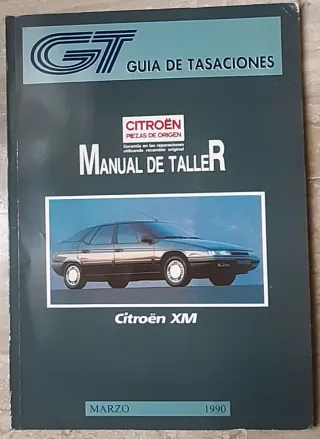 GT GUIA DE TASACIONES
CITROËN
PIEZAS DE ORIGEN
Garantía en las reparaciones
utilizando recambio original
MANUAL DE TALLER
Citroën XM
MARZO 1990